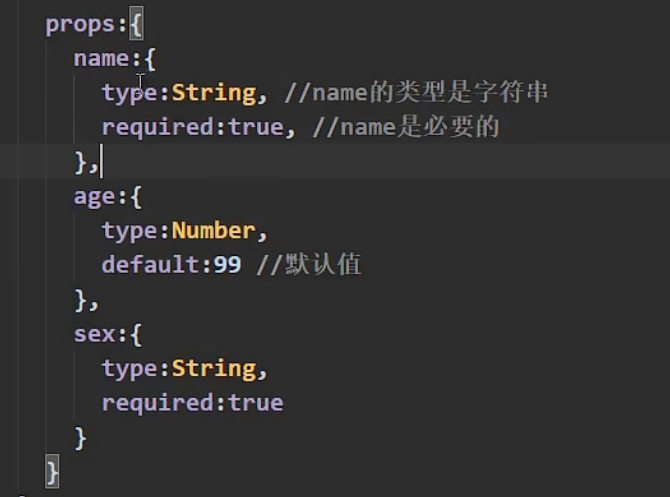 props:{
name:{
type:String, //name的类型是字符串
required:true, //name是必要的
},
age:{
type:Number,
default:99 //默认值
},
sex:{
type:String,
required:true
}
}